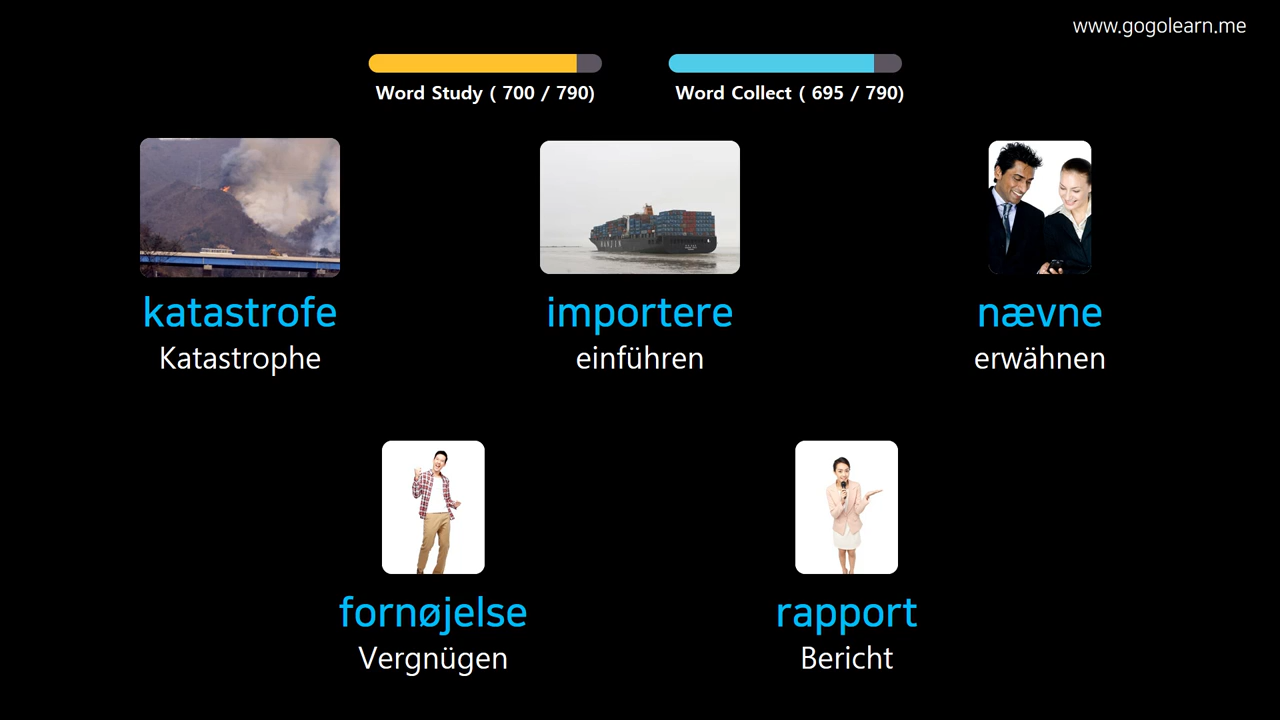 www.gogolearn.me
Word Study ( 700 / 790)
Word Collect ( 695 / 790)
HANJIN
katastrofe
importere
nævne
Katastrophe
einführen
erwähnen
fornøjelse
rapport
Vergnügen
Bericht